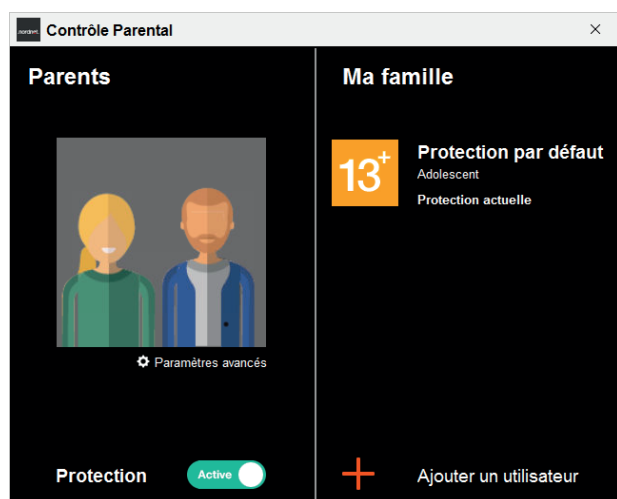 nordnet.
Contrôle Parental
Parents
Paramètres avancés
Protection
Active
Ma famille
13+
Protection par défaut
Adolescent
Protection actuelle
Ajouter un utilisateur